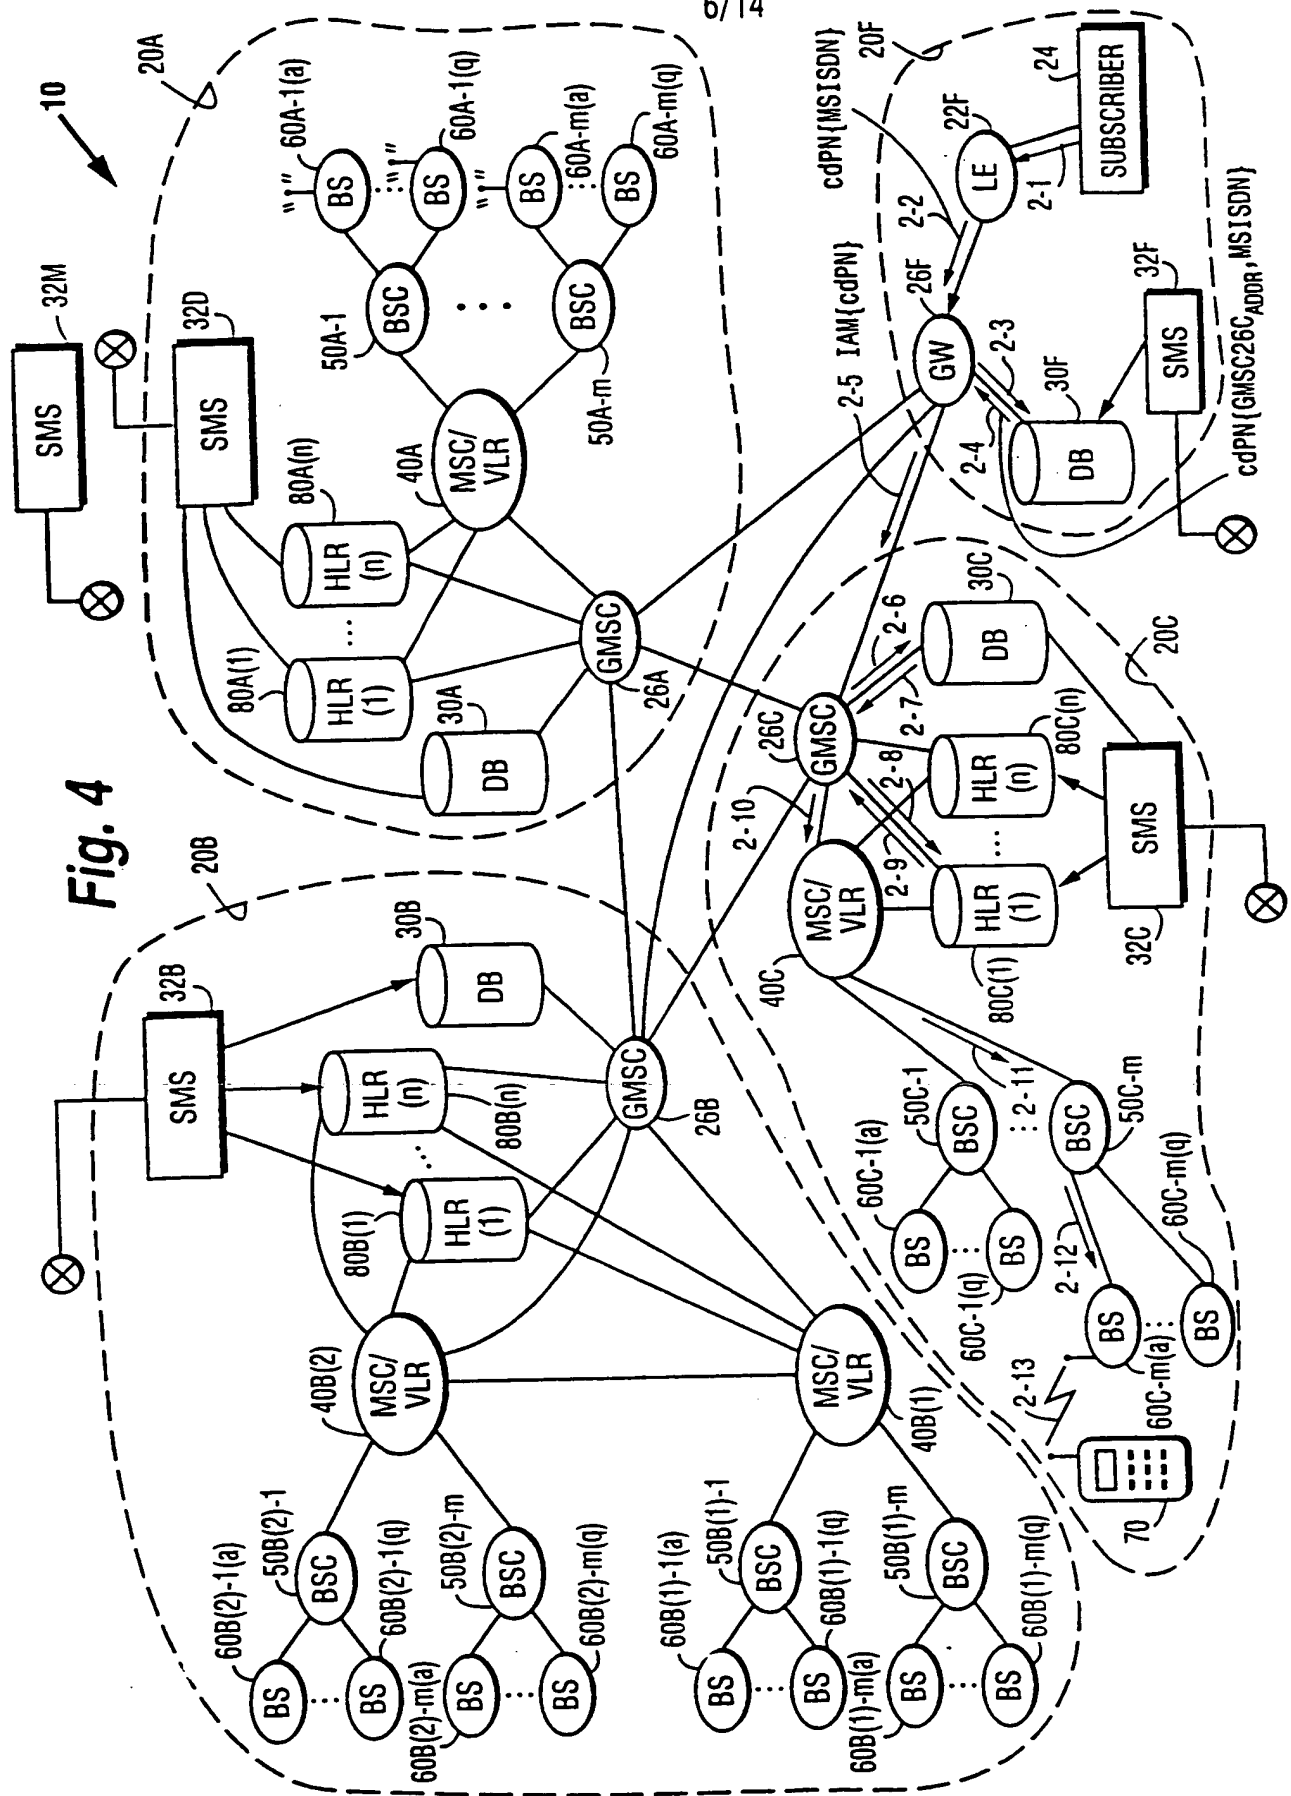 6/14
Fig. 4
10
20A
SMS
32M
SMS
32D
HLR
(n)
80A(n)
...
HLR
(1)
80A(1)
DB
30A
GMSC
26A
MSC/
VLR
40A
BSC
50A-1
BSC
50A-m
BS
60A-1(a)
BS
60A-1(q)
BS
60A-m(a)
BS
60A-m(q)
20B
SMS
32B
DB
30B
HLR
(n)
80B(n)
...
HLR
(1)
80B(1)
GMSC
26B
MSC/
VLR
40B(2)
MSC/
VLR
40B(1)
BSC
50B(2)-1
BSC
50B(2)-m
BS
60B(2)-1(a)
BS
60B(2)-1(q)
BS
60B(2)-m(a)
BS
60B(2)-m(q)
BSC
50B(1)-1
BSC
50B(1)-m
BS
60B(1)-1(a)
BS
60B(1)-1(q)
BS
60B(1)-m(a)
BS
60B(1)-m(q)
20F
SUBSCRIBER
24
2-1
LE
22F
2-2
cdPN{MSISDN}
GW
26F
2-3
2-4
DB
30F
SMS
32F
cdPN{GMSC26C ADDR, MSISDN}
2-5 IAM{cdPN}
20C
GMSC
26C
2-6
2-7
DB
30C
2-8
2-9
HLR
(n)
80C(n)
...
HLR
(1)
80C(1)
SMS
32C
2-10
MSC/
VLR
40C
2-11
BSC
50C-1
BSC
50C-m
BS
60C-1(a)
BS
60C-1(q)
2-12
BS
60C-m(a)
BS
60C-m(q)
2-13
70